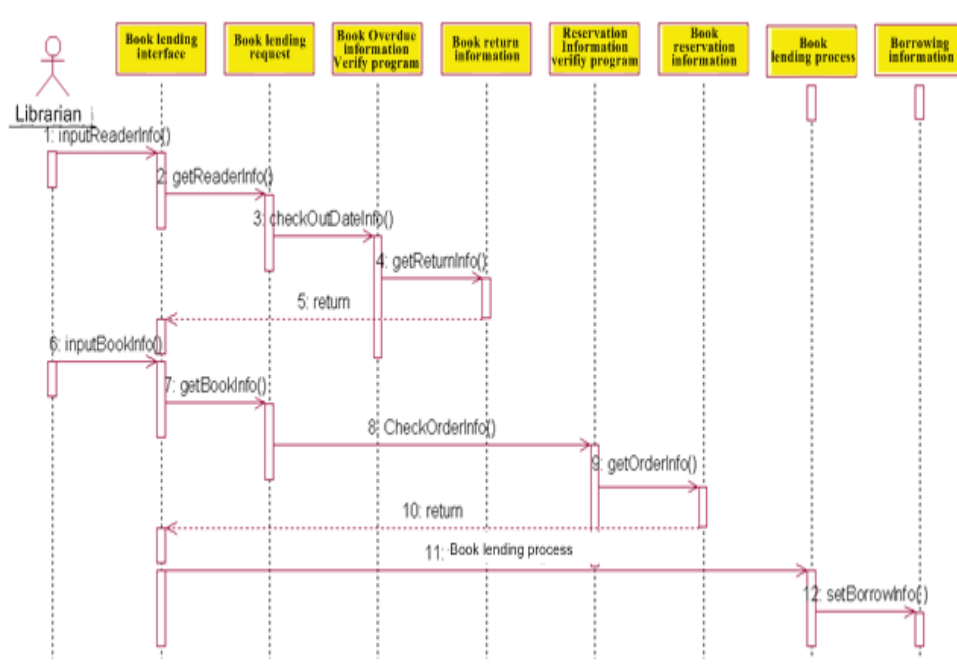 Book lending
interface
Book lending
request
Book Overdue
information
Verify program
Book return
information
Reservation
Information
verifiy program
Book
reservation
information
Book
lending process
Borrowing
information
Librarian
1: inputReaderInfo()
2: getReaderInfo()
3: checkOutDateInfo()
4: getReturnInfo()
5: return
6: inputBookInfo()
7: getBookInfo()
8: CheckOrderInfo()
9: getOrderInfo()
10: return
11: Book lending process
12: setBorrowInfo()